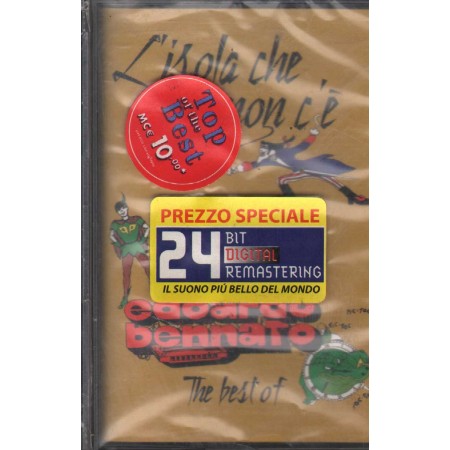 L'isola che
non c'è
Top
of the
Best
MC€ 10,00*
PREZZO SPECIALE
24 BIT
DIGITAL
REMASTERING
IL SUONO PIÚ BELLO DEL MONDO
edoardo
bennato
The best of